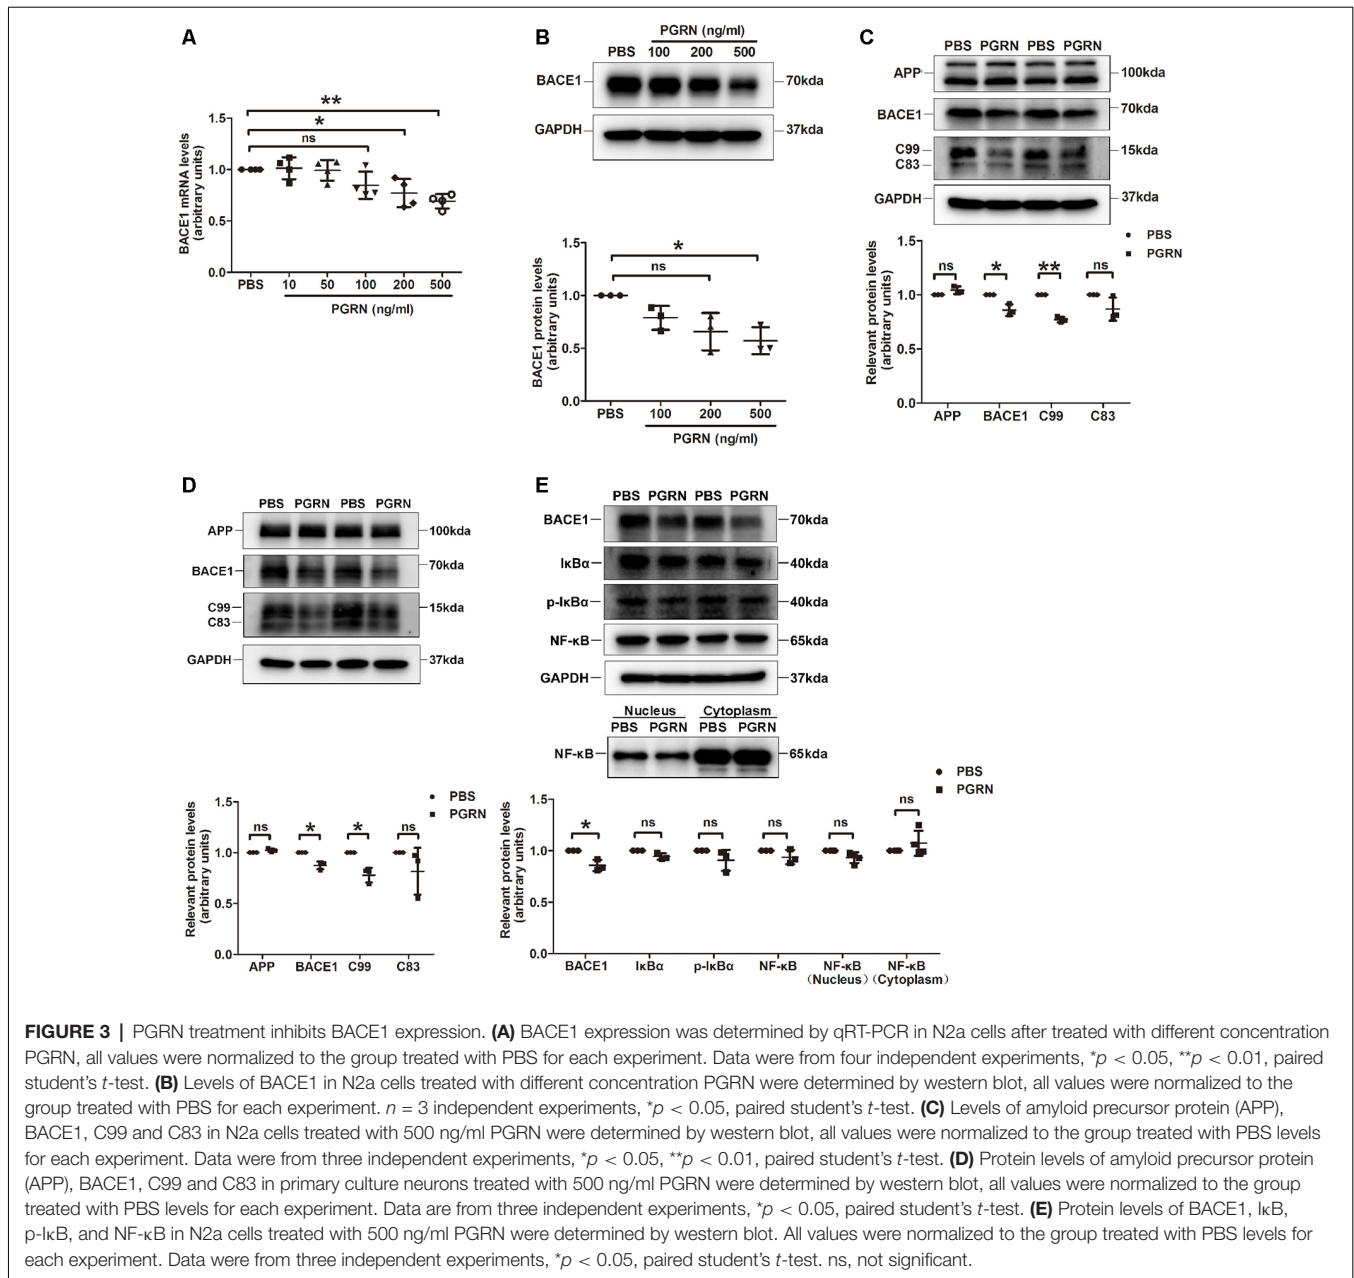 A
**
*
ns
1.5
1.0
0.5
0.0
BACE1 mRNA levels
(arbitrary units)
PBS 10 50 100 200 500
PGRN (ng/ml)
B
PGRN (ng/ml)
PBS 100 200 500
BACE1 70kda
GAPDH 37kda
*
ns
1.5
1.0
0.5
0.0
BACE1 protein levels
(arbitrary units)
PBS 100 200 500
PGRN (ng/ml)
C
PBS PGRN PBS PGRN
APP 100kda
BACE1 70kda
C99 15kda
C83
GAPDH 37kda
PBS
PGRN
ns * ** ns
1.5
1.0
0.5
0.0
Relevant protein levels
(arbitrary units)
APP BACE1 C99 C83
D
PBS PGRN PBS PGRN
APP 100kda
BACE1 70kda
C99 15kda
C83
GAPDH 37kda
PBS
PGRN
ns * * ns
1.5
1.0
0.5
0.0
Relevant protein levels
(arbitrary units)
APP BACE1 C99 C83
E
PBS PGRN PBS PGRN
BACE1 70kda
IκBα 40kda
p-IκBα 40kda
NF-κB 65kda
GAPDH 37kda
Nucleus Cytoplasm
PBS PGRN PBS PGRN
NF-κB 65kda
PBS
PGRN
* ns ns ns ns ns
1.5
1.0
0.5
0.0
Relevant protein levels
(arbitrary units)
BACE1 IκBα p-IκBα NF-κB NF-κB NF-κB
(Nucleus) (Cytoplasm)
FIGURE 3 | PGRN treatment inhibits BACE1 expression. (A) BACE1 expression was determined by qRT-PCR in N2a cells after treated with different concentration
PGRN, all values were normalized to the group treated with PBS for each experiment. Data were from four independent experiments, *p < 0.05, **p < 0.01, paired
student's t-test. (B) Levels of BACE1 in N2a cells treated with different concentration PGRN were determined by western blot, all values were normalized to the
group treated with PBS for each experiment. n = 3 independent experiments, *p < 0.05, paired student's t-test. (C) Levels of amyloid precursor protein (APP),
BACE1, C99 and C83 in N2a cells treated with 500 ng/ml PGRN were determined by western blot, all values were normalized to the group treated with PBS levels
for each experiment. Data were from three independent experiments, *p < 0.05, **p < 0.01, paired student's t-test. (D) Protein levels of amyloid precursor protein
(APP), BACE1, C99 and C83 in primary culture neurons treated with 500 ng/ml PGRN were determined by western blot, all values were normalized to the group
treated with PBS levels for each experiment. Data are from three independent experiments, *p < 0.05, paired student's t-test. (E) Protein levels of BACE1, IκB,
p-IκB, and NF-κB in N2a cells treated with 500 ng/ml PGRN were determined by western blot. All values were normalized to the group treated with PBS levels for
each experiment. Data were from three independent experiments, *p < 0.05, paired student's t-test. ns, not significant.